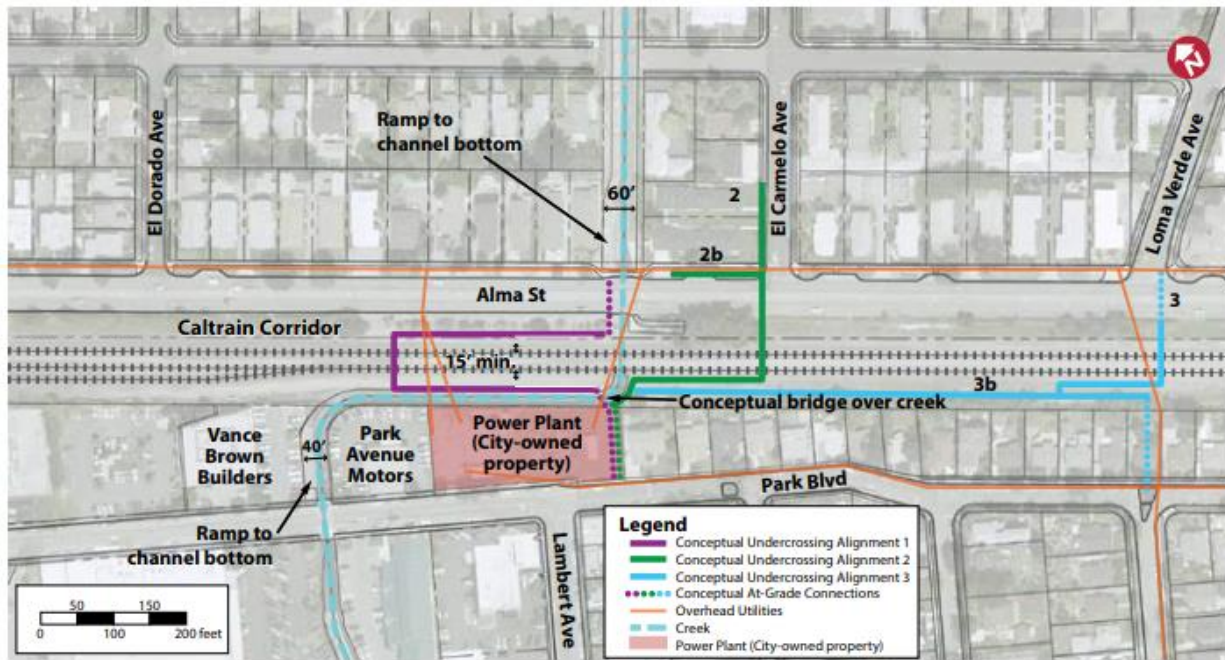 N
El Dorado Ave
Ramp to
channel bottom
60'
2
El Carmelo Ave
Loma Verde Ave
2b
Alma St
3
Caltrain Corridor
15' min.
3b
Conceptual bridge over creek
Vance
Brown
Builders
40'
Park
Avenue
Motors
Power Plant
(City-owned
property)
Park Blvd
Ramp to
channel bottom
Lambert Ave
Legend
Conceptual Undercrossing Alignment 1
Conceptual Undercrossing Alignment 2
Conceptual Undercrossing Alignment 3
Conceptual At-Grade Connections
Overhead Utilities
Creek
Power Plant (City-owned property)
50 150
0 100 200 feet